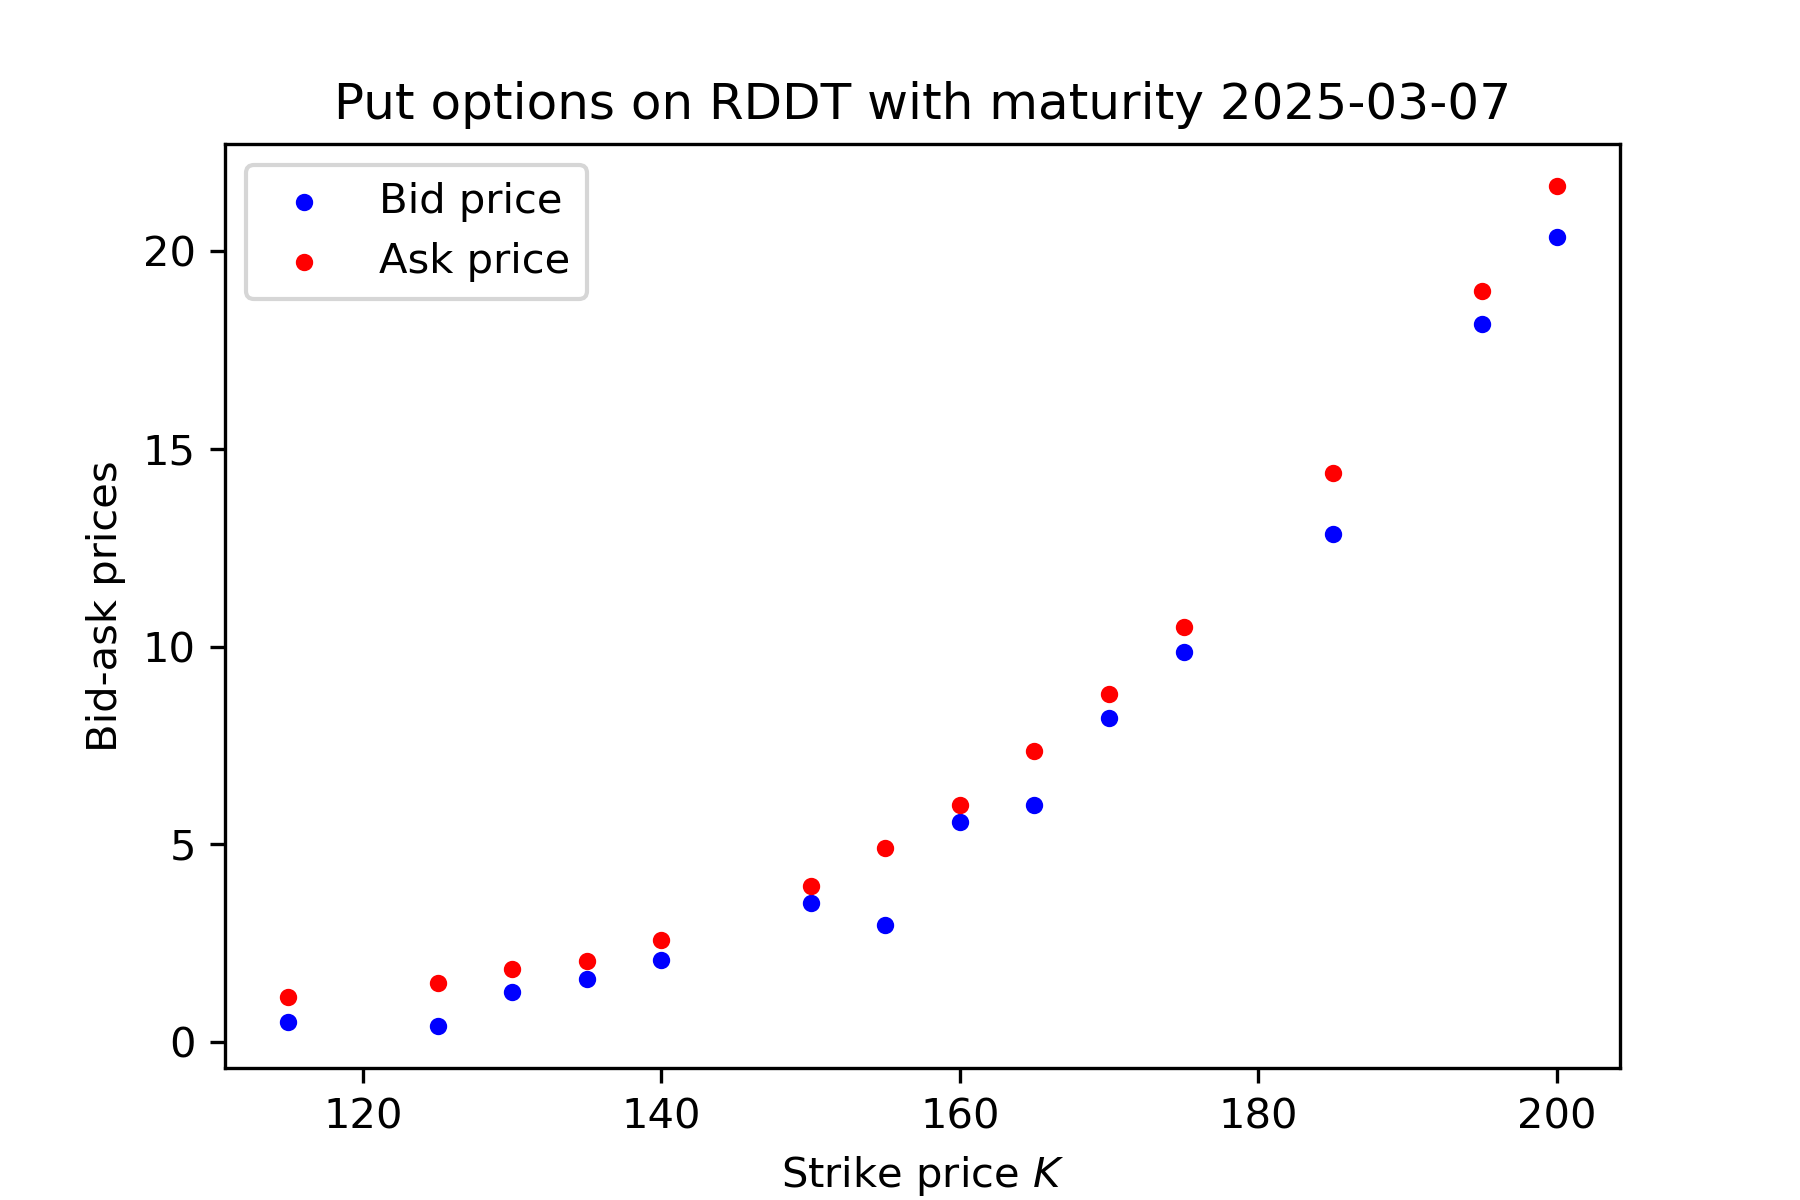 Put options on RDDT with maturity 2025-03-07
Bid price
Ask price
Bid-ask prices
20
15
10
5
0
120 140 160 180 200
Strike price K